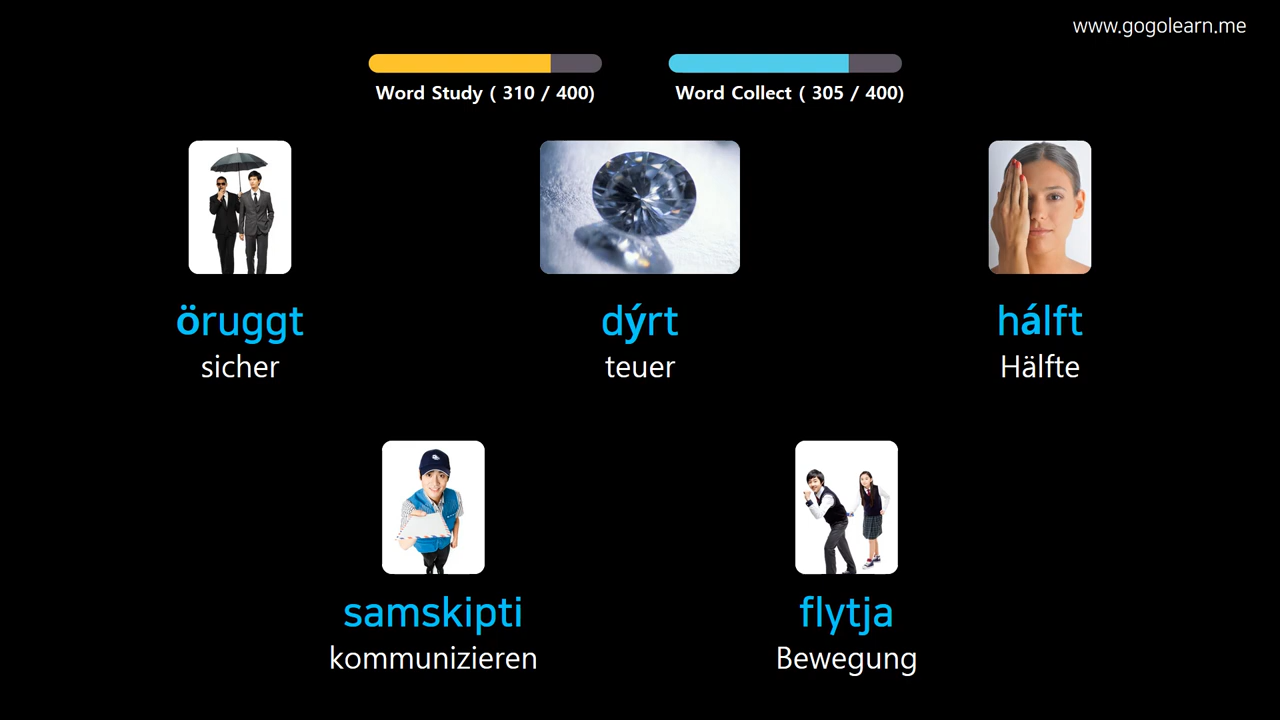 www.gogolearn.me
Word Study ( 310 / 400)
Word Collect ( 305 / 400)
öruggt
sicher
dýrt
teuer
hálft
Hälfte
samskipti
kommunizieren
flytja
Bewegung